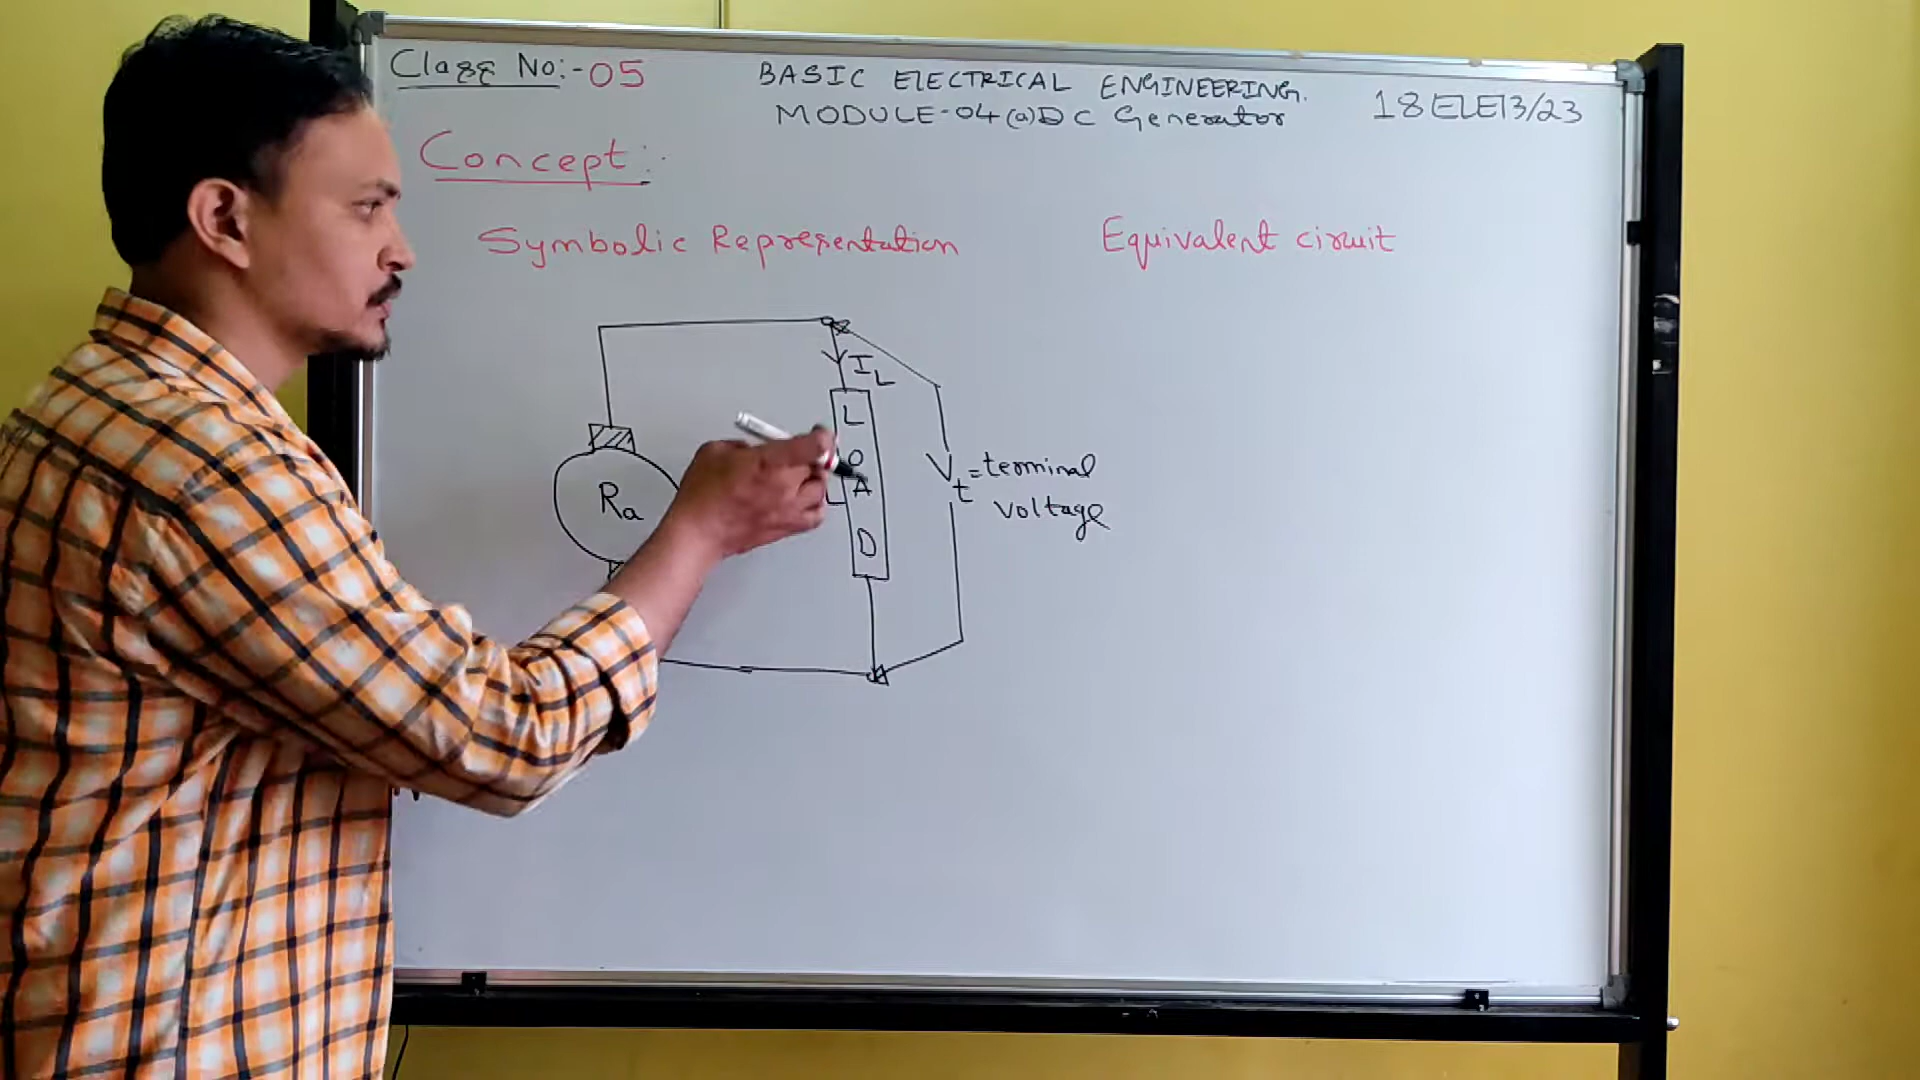 Class No:-05
BASIC ELECTRICAL ENGINEERING.
MODULE-04(a)DC Generator
18ELE13/23
Concept:
Symbolic Representation
Equivalent circuit
IL
LOAD
Ra
Vt=terminal
voltage